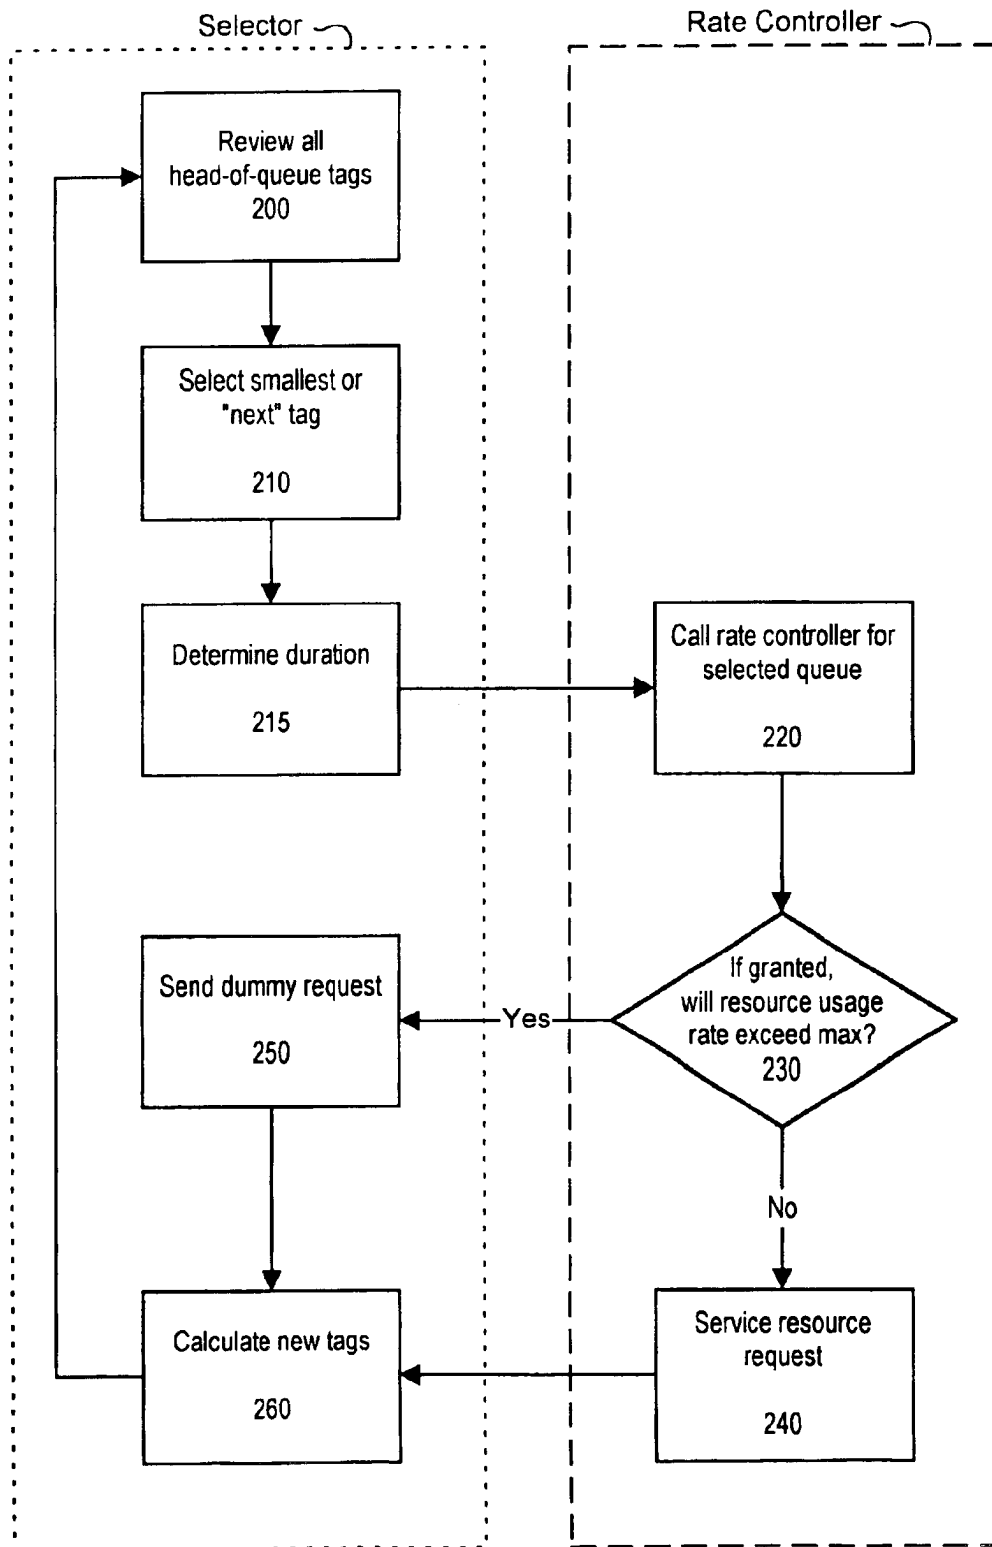 Selector
Rate Controller
Review all
head-of-queue tags
200
Select smallest or
"next" tag
210
Determine duration
215
Call rate controller for
selected queue
220
If granted,
will resource usage
rate exceed max?
230
Yes
Send dummy request
250
No
Service resource
request
240
Calculate new tags
260